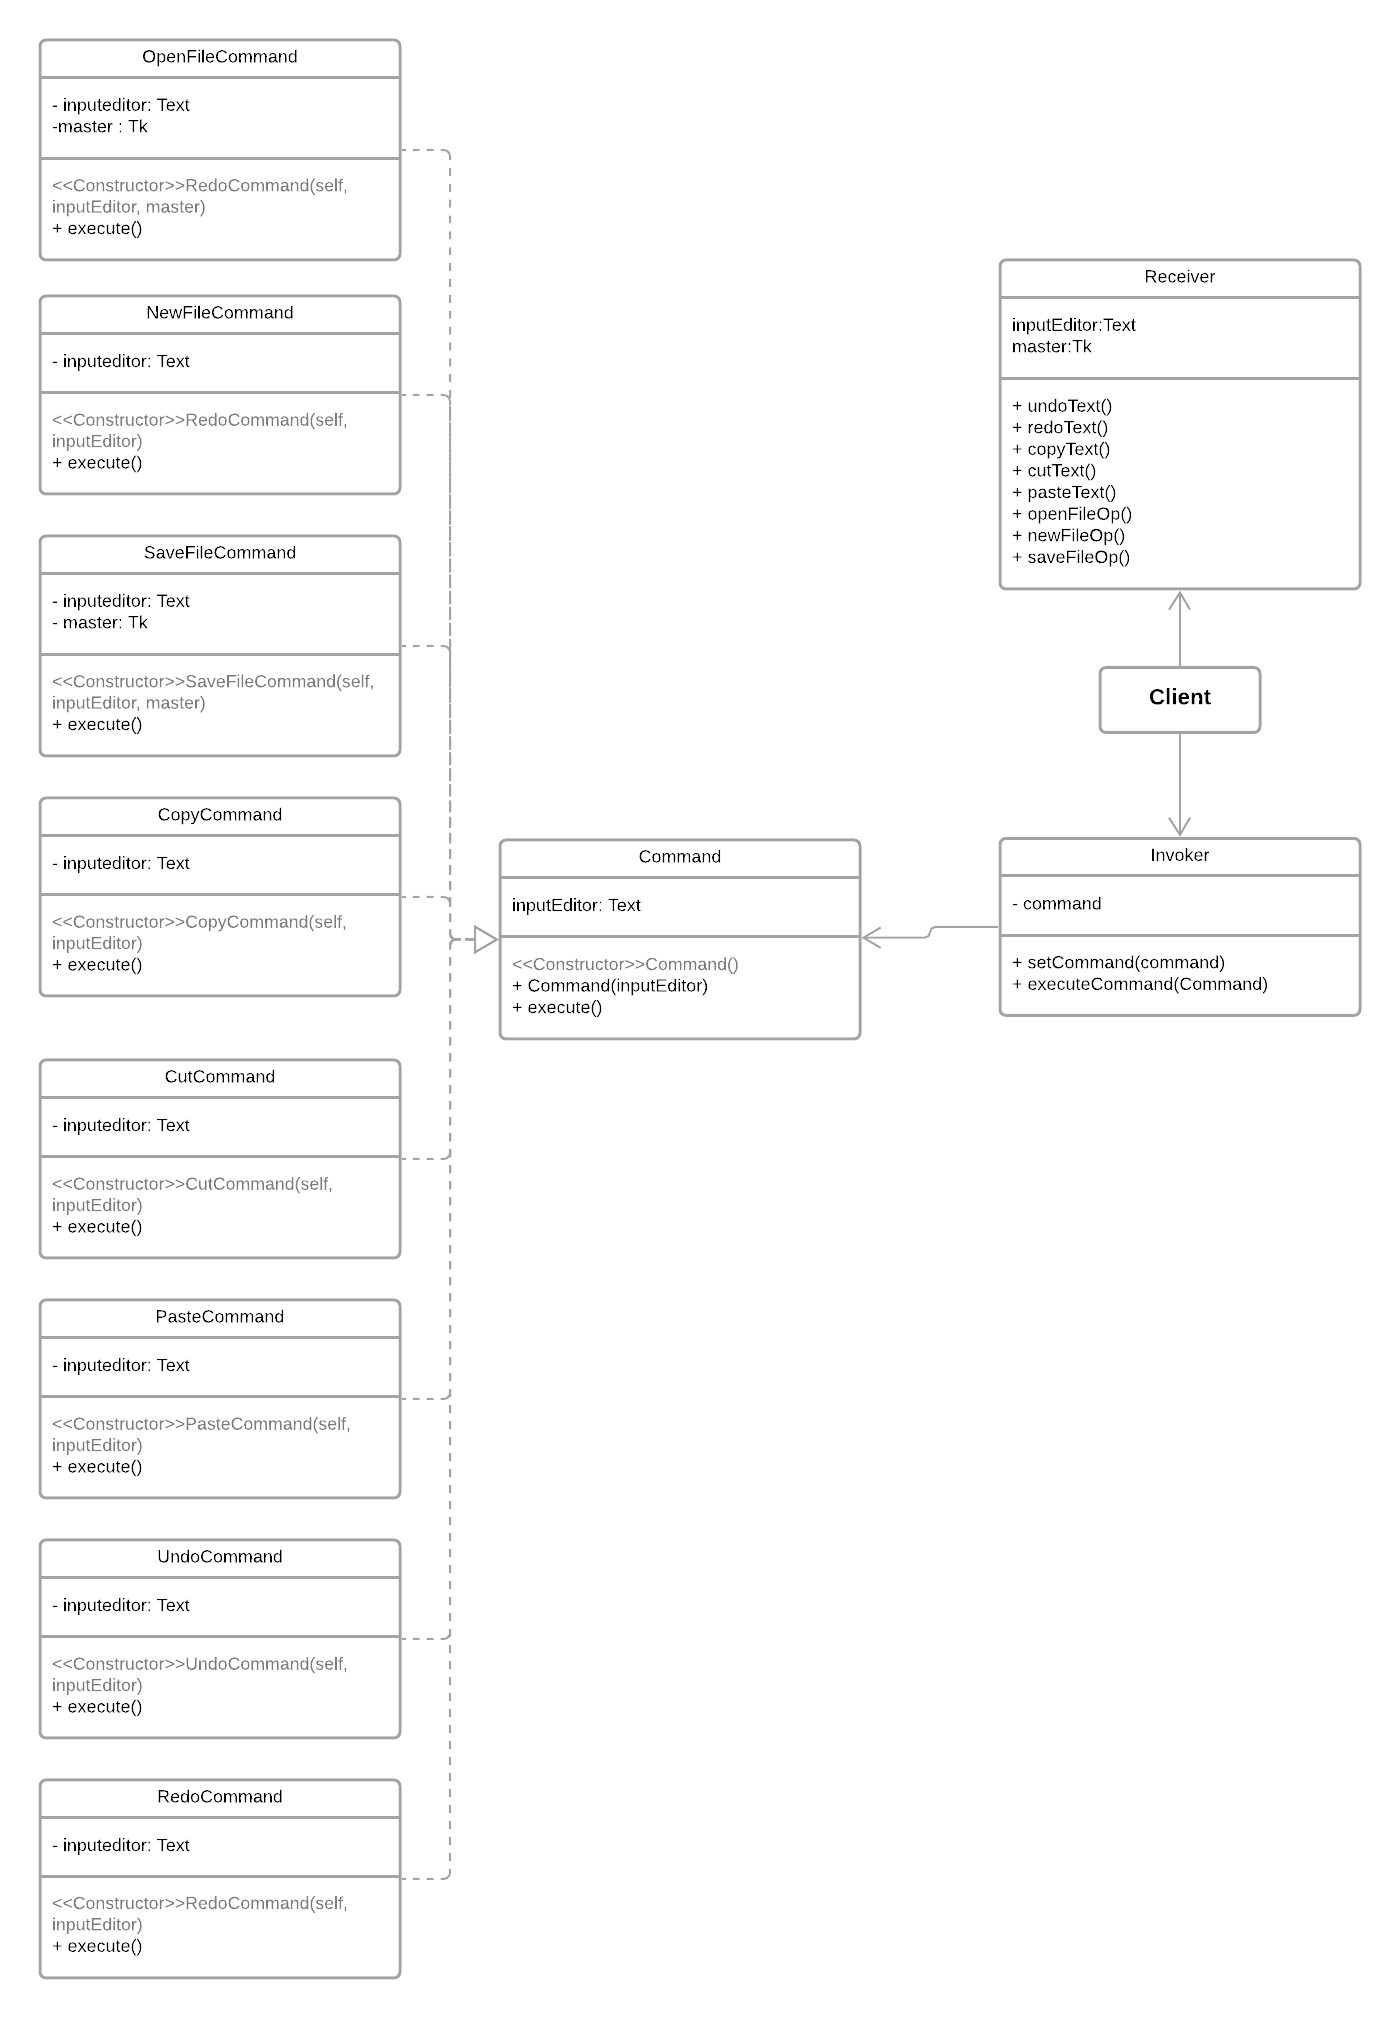 OpenFileCommand
- inputeditor: Text
-master : Tk
<<Constructor>>RedoCommand(self,
inputEditor, master)
+ execute()
NewFileCommand
- inputeditor: Text
<<Constructor>>RedoCommand(self,
inputEditor)
+ execute()
SaveFileCommand
- inputeditor: Text
- master: Tk
<<Constructor>>SaveFileCommand(self,
inputEditor, master)
+ execute()
CopyCommand
- inputeditor: Text
<<Constructor>>CopyCommand(self,
inputEditor)
+ execute()
CutCommand
- inputeditor: Text
<<Constructor>>CutCommand(self,
inputEditor)
+ execute()
PasteCommand
- inputeditor: Text
<<Constructor>>PasteCommand(self,
inputEditor)
+ execute()
UndoCommand
- inputeditor: Text
<<Constructor>>UndoCommand(self,
inputEditor)
+ execute()
RedoCommand
- inputeditor: Text
<<Constructor>>RedoCommand(self,
inputEditor)
+ execute()
Command
inputEditor: Text
<<Constructor>>Command()
+ Command(inputEditor)
+ execute()
Receiver
inputEditor:Text
master:Tk
+ undoText()
+ redoText()
+ copyText()
+ cutText()
+ pasteText()
+ openFileOp()
+ newFileOp()
+ saveFileOp()
Client
Invoker
- command
+ setCommand(command)
+ executeCommand(Command)